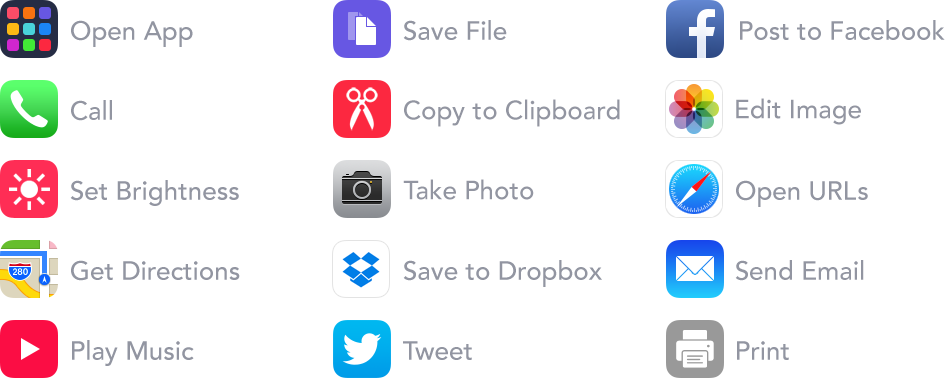 Open App
Save File
Post to Facebook
Call
Copy to Clipboard
Edit Image
Set Brightness
Take Photo
Open URLs
280
Get Directions
Save to Dropbox
Send Email
Play Music
Tweet
Print